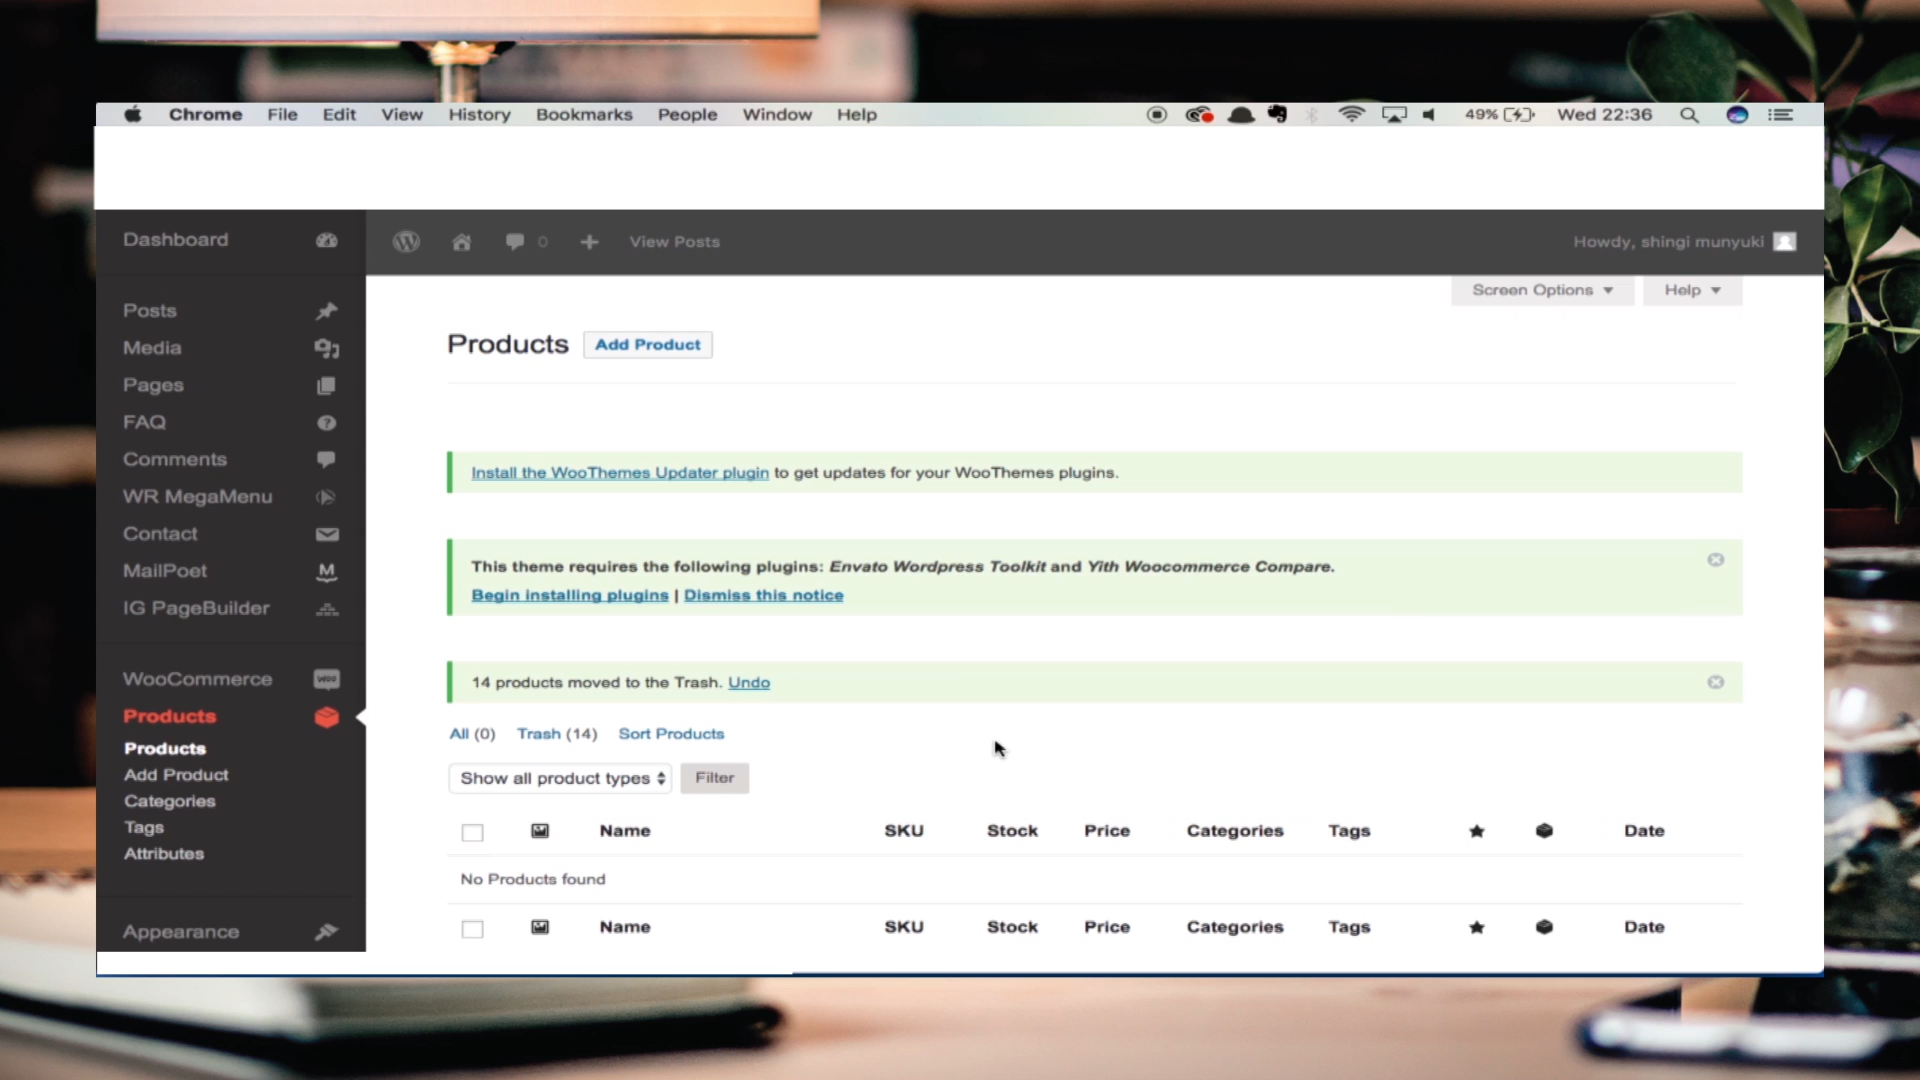 Chrome File Edit View History Bookmarks People Window Help 49% Wed 22:36
Dashboard
0 View Posts Howdy, shingi munyuki
Screen Options Help
Posts
Media
Pages
FAQ
Comments
WR MegaMenu
Contact
MailPoet
IG PageBuilder
WooCommerce
Products
Products
Add Product
Categories
Tags
Attributes
Appearance
Products Add Product
Install the WooThemes Updater plugin to get updates for your WooThemes plugins.
This theme requires the following plugins: Envato Wordpress Toolkit and Yith Woocommerce Compare.
Begin installing plugins | Dismiss this notice
14 products moved to the Trash. Undo
All (0) Trash (14) Sort Products
Show all product types Filter
Name SKU Stock Price Categories Tags Date
No Products found
Name SKU Stock Price Categories Tags Date